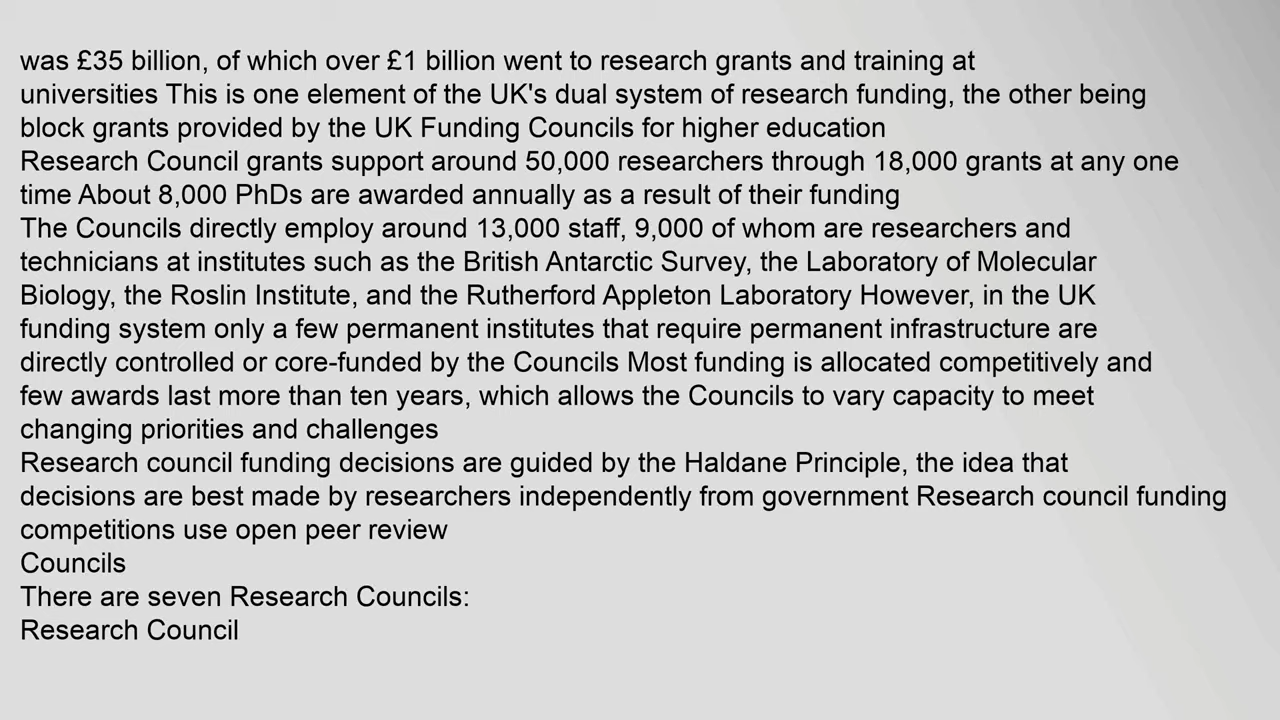 was £35 billion, of which over £1 billion went to research grants and training at
universities This is one element of the UK's dual system of research funding, the other being
block grants provided by the UK Funding Councils for higher education
Research Council grants support around 50,000 researchers through 18,000 grants at any one
time About 8,000 PhDs are awarded annually as a result of their funding
The Councils directly employ around 13,000 staff, 9,000 of whom are researchers and
technicians at institutes such as the British Antarctic Survey, the Laboratory of Molecular
Biology, the Roslin Institute, and the Rutherford Appleton Laboratory However, in the UK
funding system only a few permanent institutes that require permanent infrastructure are
directly controlled or core-funded by the Councils Most funding is allocated competitively and
few awards last more than ten years, which allows the Councils to vary capacity to meet
changing priorities and challenges
Research council funding decisions are guided by the Haldane Principle, the idea that
decisions are best made by researchers independently from government Research council funding
competitions use open peer review
Councils
There are seven Research Councils:
Research Council